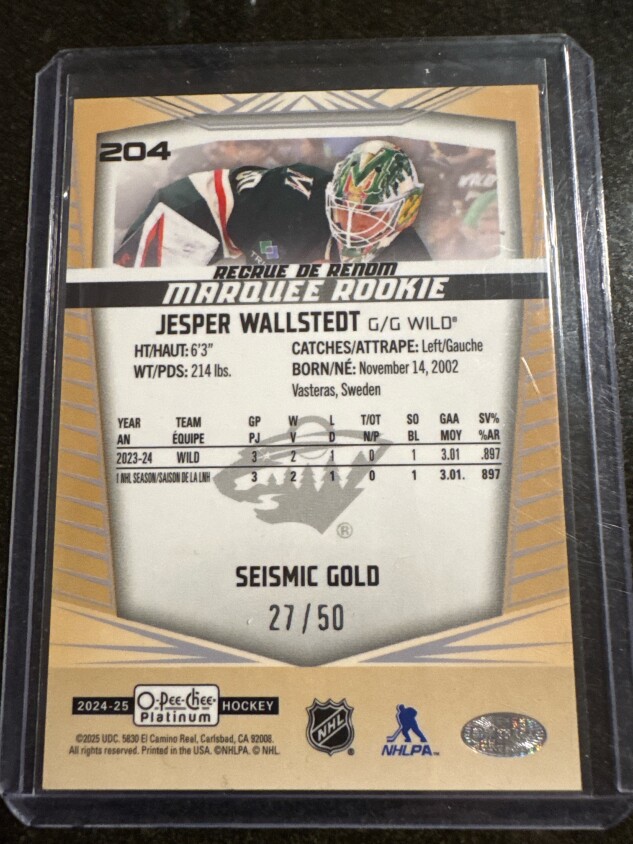 204
RECRUE DE RENOM
MARQUEE ROOKIE
JESPER WALLSTEDT G/G WILD®
HT/HAUT: 6'3" CATCHES/ATTRAPE: Left/Gauche
WT/PDS: 214 lbs. BORN/NÉ: November 14, 2002
Vasteras, Sweden
YEAR TEAM GP W L T/OT SO GAA SV%
AN ÉQUIPE PJ V D N/P BL MOY %AR
2023-24 WILD 3 2 1 0 1 3.01 .897
1 NHL SEASON/SAISON DE LA LNH 3 2 1 0 1 3.01. 897
®
SEISMIC GOLD
27/50
2024-25 O-Pee-Chee Platinum HOCKEY
NHL ®
NHLPA
©2025 UDC. 5830 El Camino Real, Carlsbad, CA 92008.
All rights reserved. Printed in the USA. ©NHLPA. © NHL.